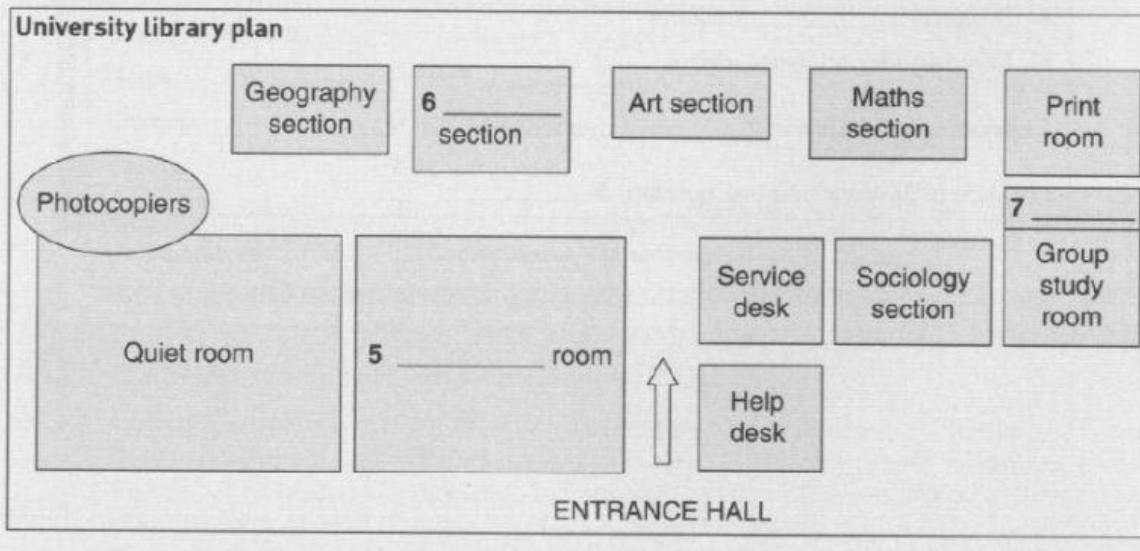 University library plan
Geography
section
6 ________
section
Art section
Maths
section
Print
room
Photocopiers
7 ________
Service
desk
Sociology
section
Group
study
room
Quiet room
5 ___________ room
Help
desk
ENTRANCE HALL